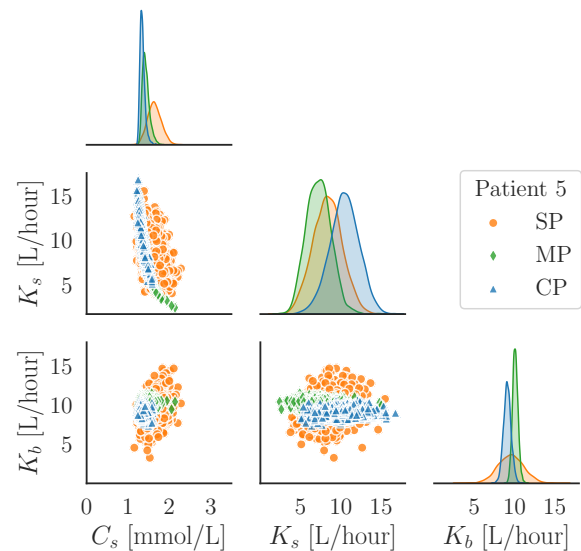 15
10
5
K_s [L/hour]
Patient 5
SP
MP
CP
15
10
5
K_b [L/hour]
0 1 2 3
5 10 15
5 10 15
C_s [mmol/L]
K_s [L/hour]
K_b [L/hour]